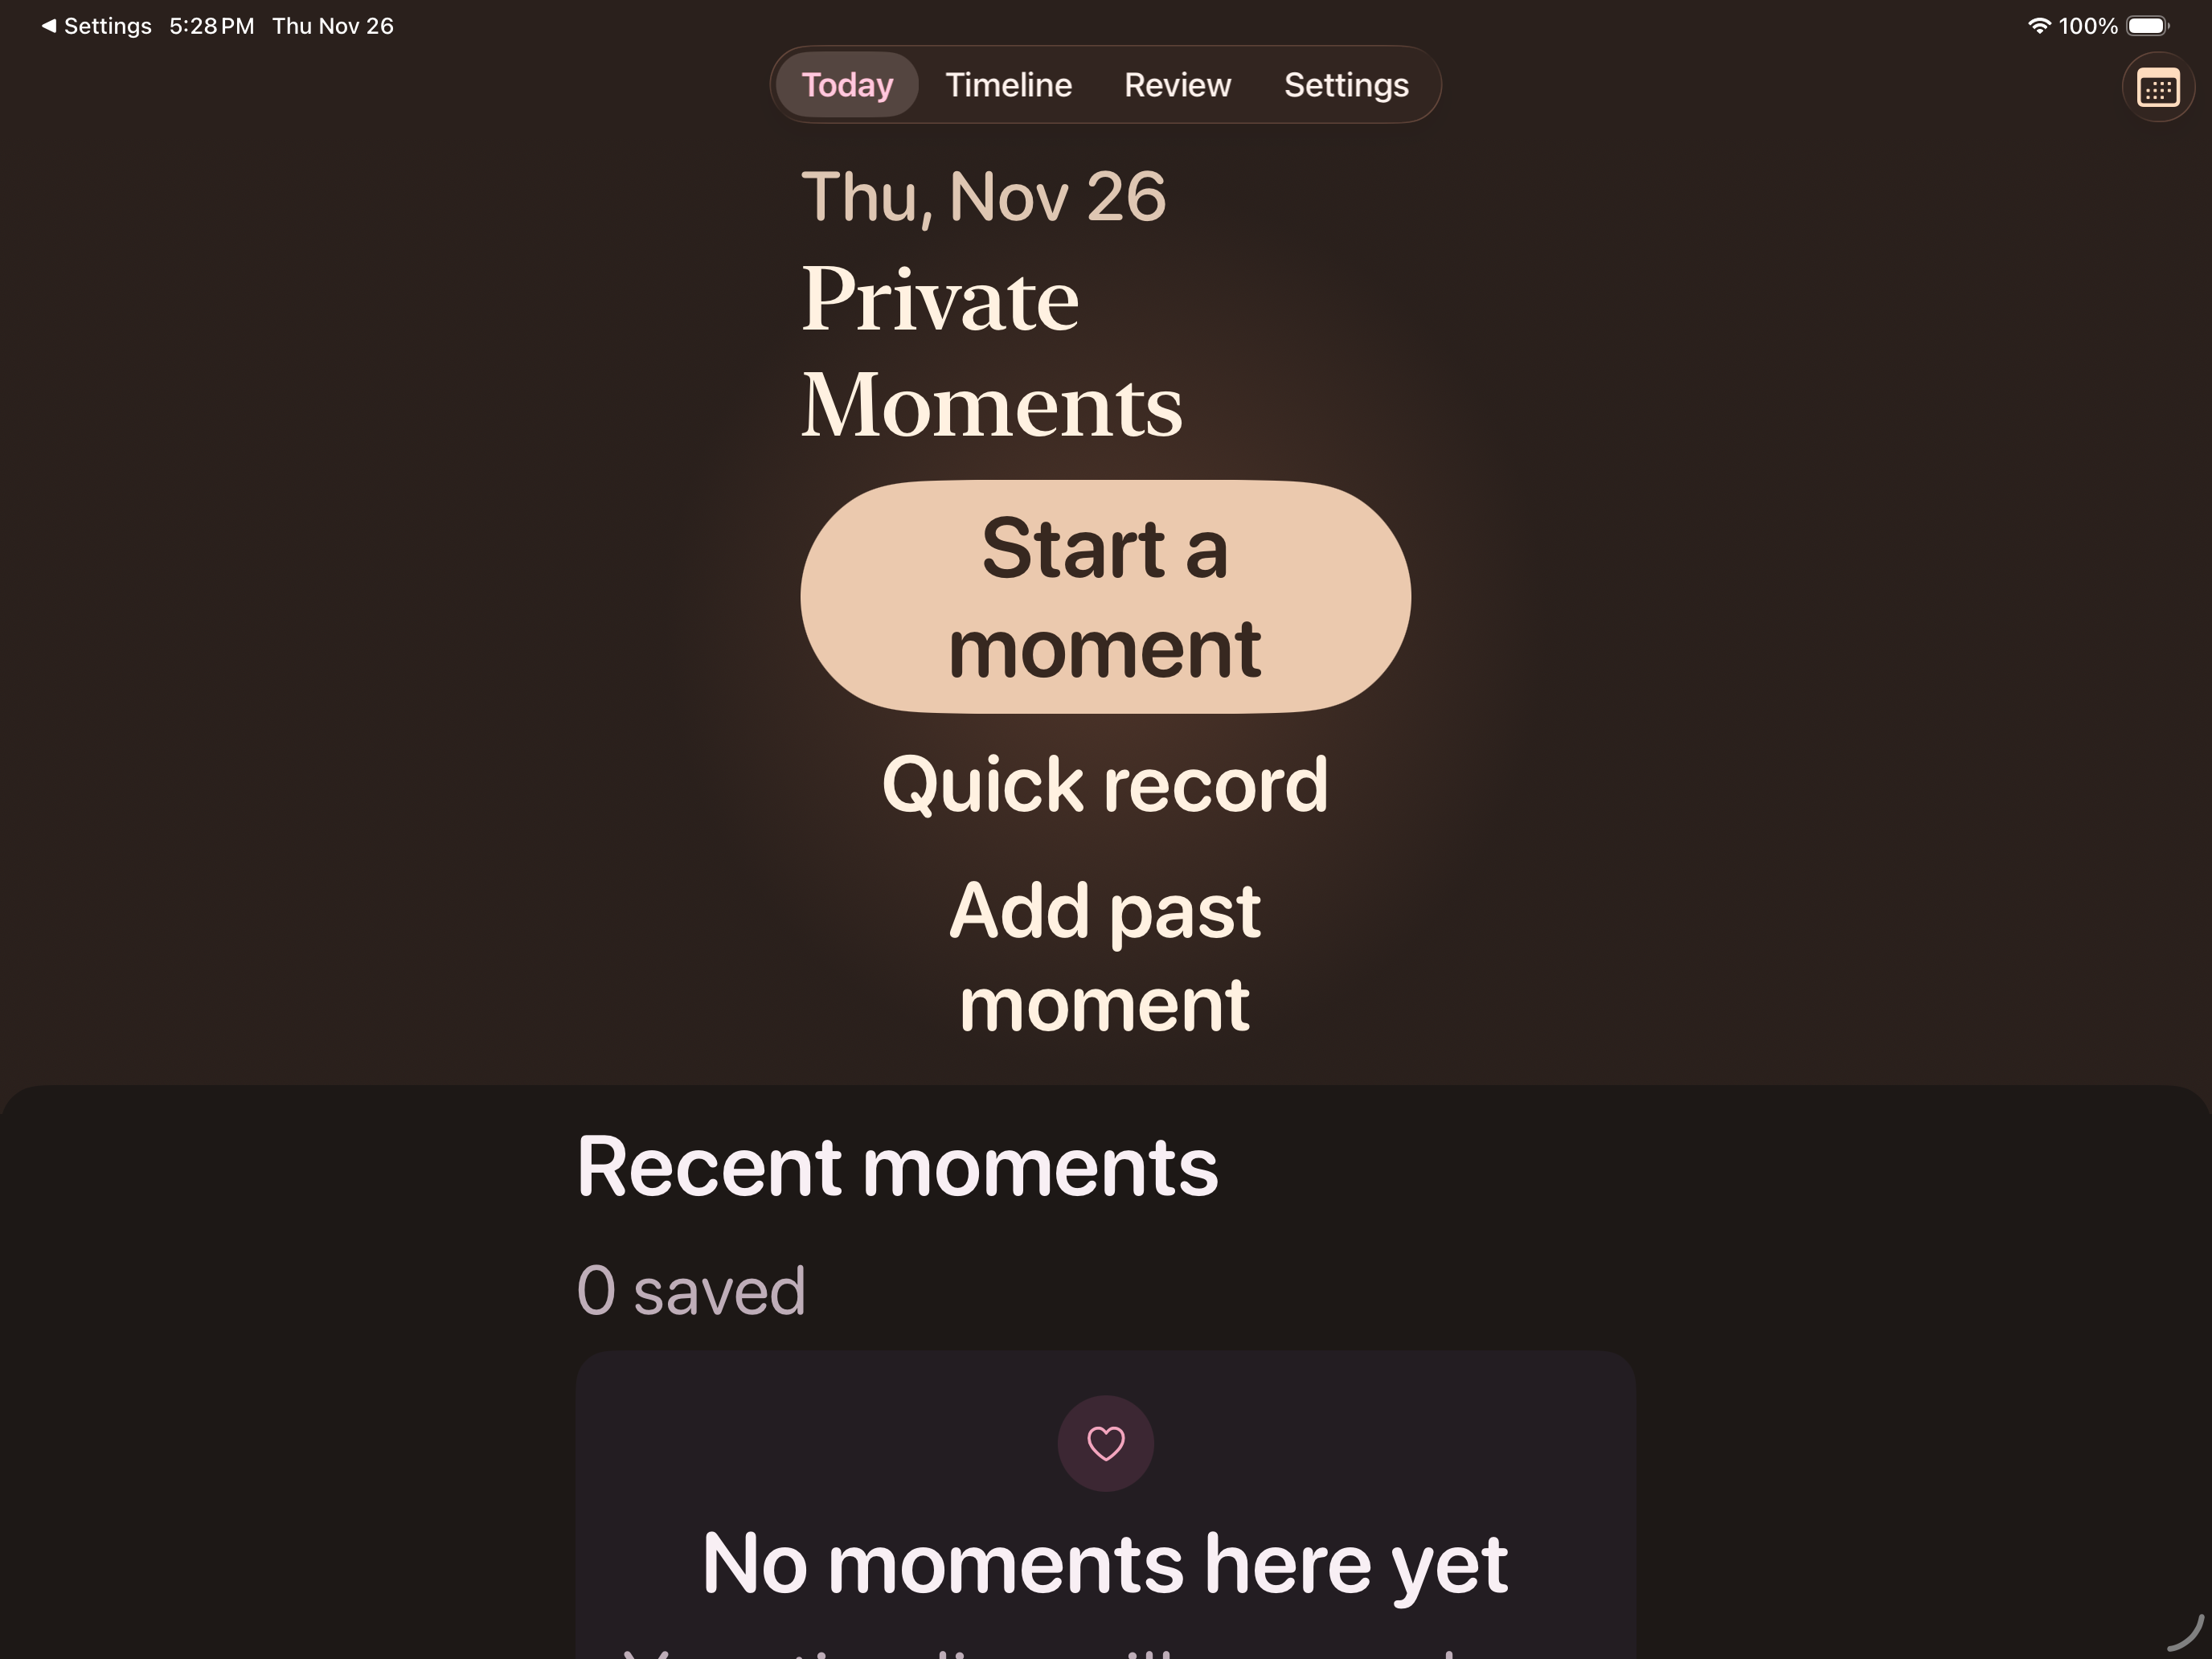 Settings 5:28 PM Thu Nov 26 100%
Today Timeline Review Settings
Thu, Nov 26
Private
Moments
Start a
moment
Quick record
Add past
moment
Recent moments
0 saved
No moments here yet